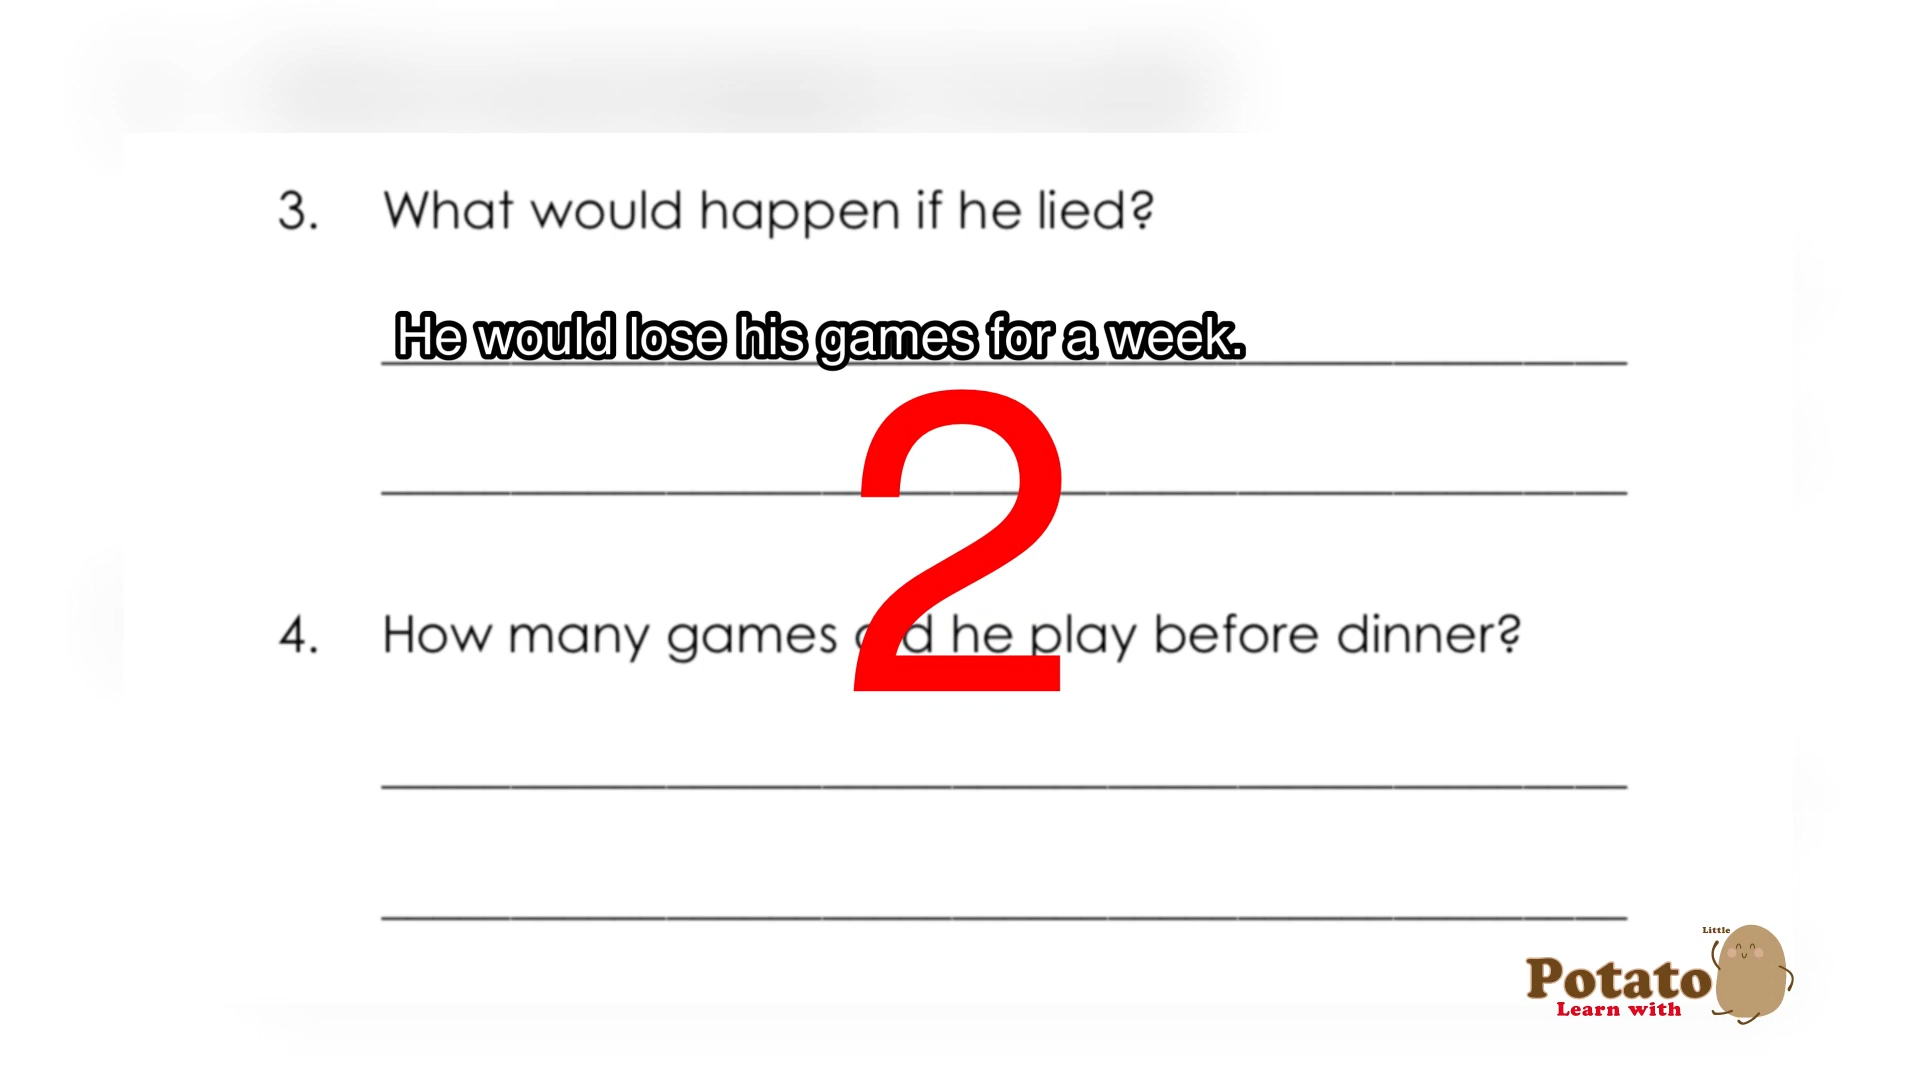 3. What would happen if he lied?
He would lose his games for a week.
2
4. How many games did he play before dinner?
Little
Potato
Learn with